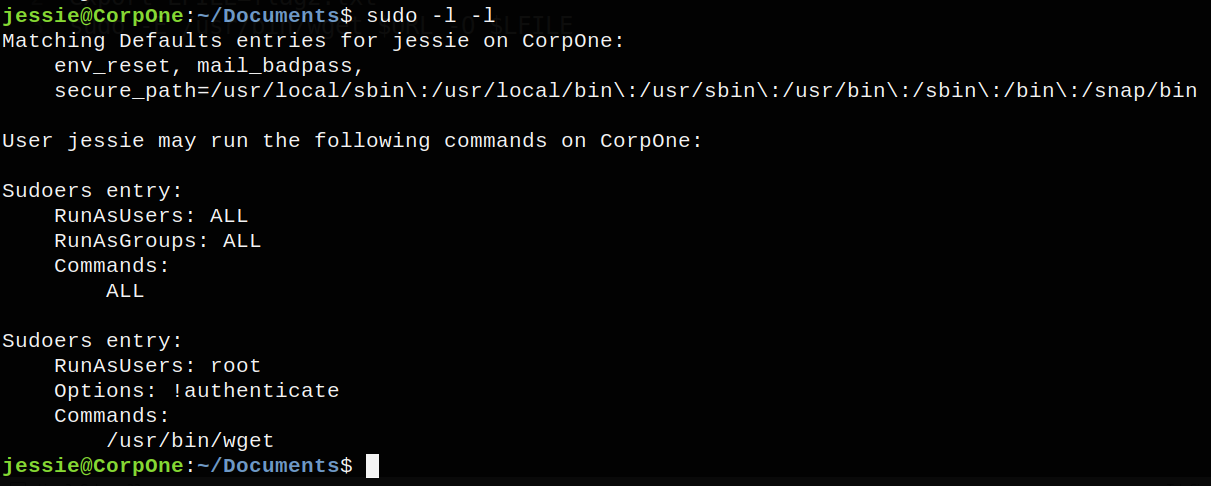 jessie@CorpOne:~/Documents$ sudo -l -l
Matching Defaults entries for jessie on CorpOne:
    env_reset, mail_badpass,
    secure_path=/usr/local/sbin\:/usr/local/bin\:/usr/sbin\:/usr/bin\:/sbin\:/bin\:/snap/bin

User jessie may run the following commands on CorpOne:

Sudoers entry:
    RunAsUsers: ALL
    RunAsGroups: ALL
    Commands:
        ALL

Sudoers entry:
    RunAsUsers: root
    Options: !authenticate
    Commands:
        /usr/bin/wget
jessie@CorpOne:~/Documents$